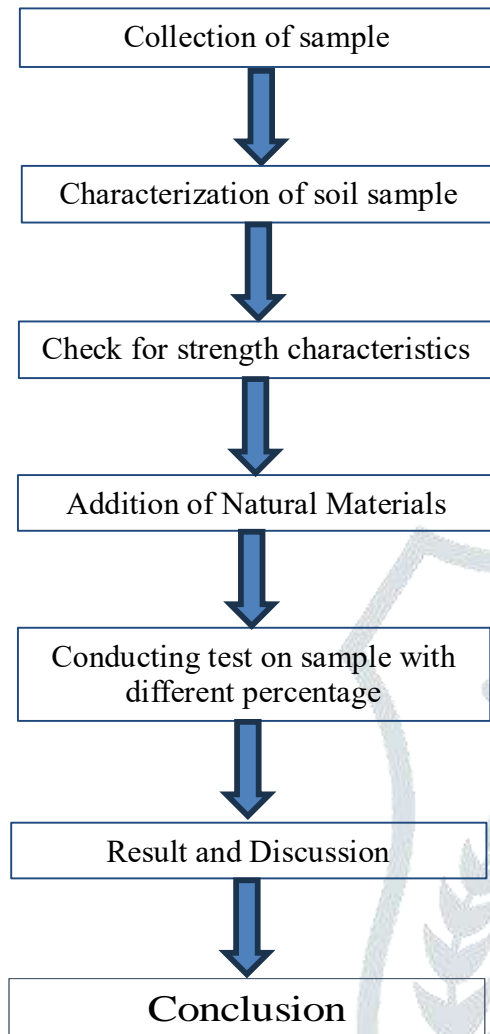 Collection of sample
Characterization of soil sample
Check for strength characteristics
Addition of Natural Materials
Conducting test on sample with
different percentage
Result and Discussion
Conclusion